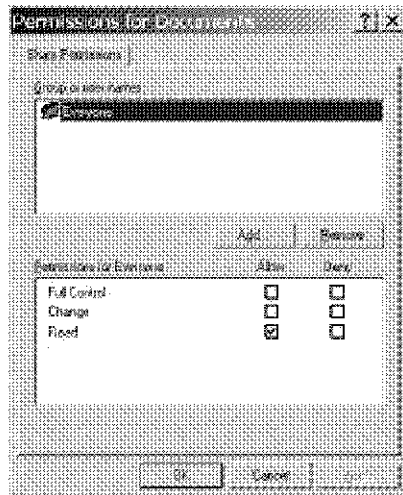 Permissions for Documents ? X
Share Permissions
Group or user names
Everyone
Add Remove
Permissions for Everyone Allow Deny
Full Control
Change
Read
OK Cancel